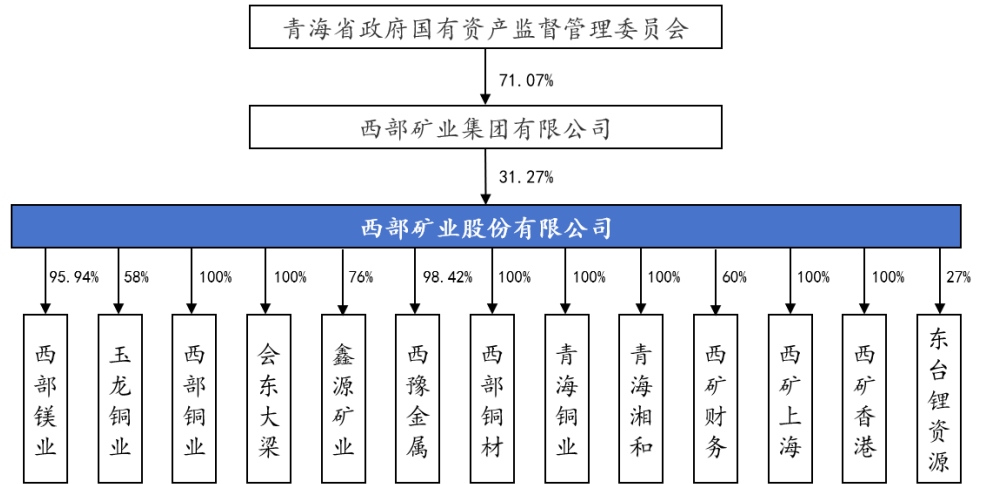 青海省政府国有资产监督管理委员会
71.07%
西部矿业集团有限公司
31.27%
西部矿业股份有限公司
95.94%
58%
100%
100%
76%
98.42%
100%
100%
100%
60%
100%
100%
27%
西部镁业
玉龙铜业
西部铜业
会东大梁
鑫源矿业
西豫金属
西部铜材
青海铜业
青海湘和
西矿财务
西矿上海
西矿香港
东台锂资源